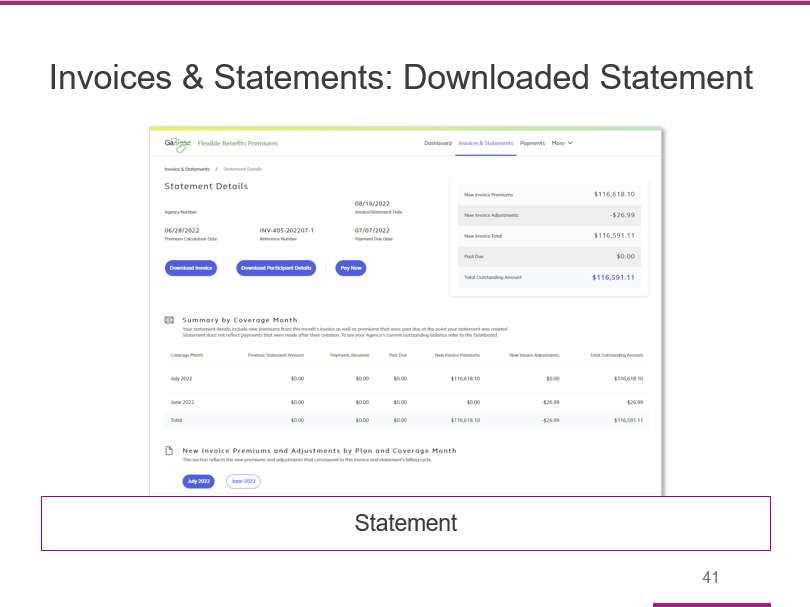 Invoices & Statements: Downloaded Statement
GaBreeze Flexible Benefits Premiums
Dashboard Invoices & Statements Payments More
Invoice & Statements / Statement Details
Statement Details
08/19/2022
Agency Number Invoice/Statement Date
06/28/2022 INV-405-202207-1 07/07/2022
Premium Calculation Date Reference Number Payment Due Date
Download Invoice Download Participant Details Pay Now
New Invoice Premiums $116,618.10
New Invoice Adjustments -$26.99
New Invoice Total $116,591.11
Past Due $0.00
Total Outstanding Amount $116,591.11
Summary by Coverage Month
Your statement details include new premiums from this month's invoice as well as premiums that were past due at the point your statement was created.
Statement does not reflect payments that were made after their creation. To see your Agency's current outstanding balance refer to the Dashboard.
Coverage Month Previous Statement Amount Payments Received Past Due New Invoice Premiums New Invoice Adjustments Total Outstanding Amount
July 2022 $0.00 $0.00 $0.00 $116,618.10 $0.00 $116,618.10
June 2022 $0.00 $0.00 $0.00 $0.00 -$26.99 -$26.99
Total $0.00 $0.00 $0.00 $116,618.10 -$26.99 $116,591.11
New Invoice Premiums and Adjustments by Plan and Coverage Month
This section reflects the new premiums and adjustments that correspond to this invoice and statement's billing cycle.
July 2022 June 2022
Statement
41